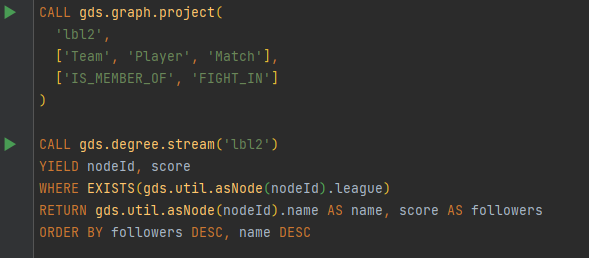 CALL gds.graph.project(
  'lbl2',
  ['Team', 'Player', 'Match'],
  ['IS_MEMBER_OF', 'FIGHT_IN']
)
CALL gds.degree.stream('lbl2')
YIELD nodeId, score
WHERE EXISTS(gds.util.asNode(nodeId).league)
RETURN gds.util.asNode(nodeId).name AS name, score AS followers
ORDER BY followers DESC, name DESC